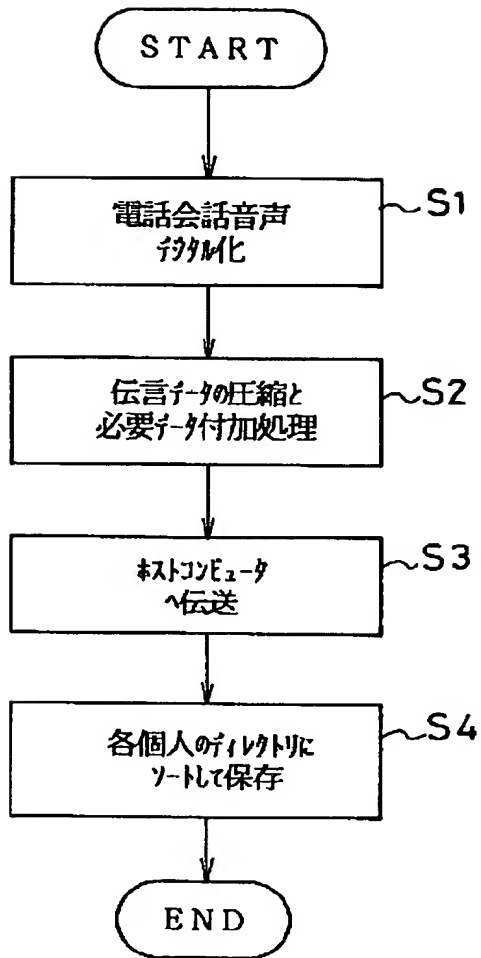 START
電話会話音声
デジタル化
S1
伝言データの圧縮と
必要データ付加処理
S2
ホストコンピュータ
へ伝送
S3
各個人のディレクトリに
ソートして保存
S4
END